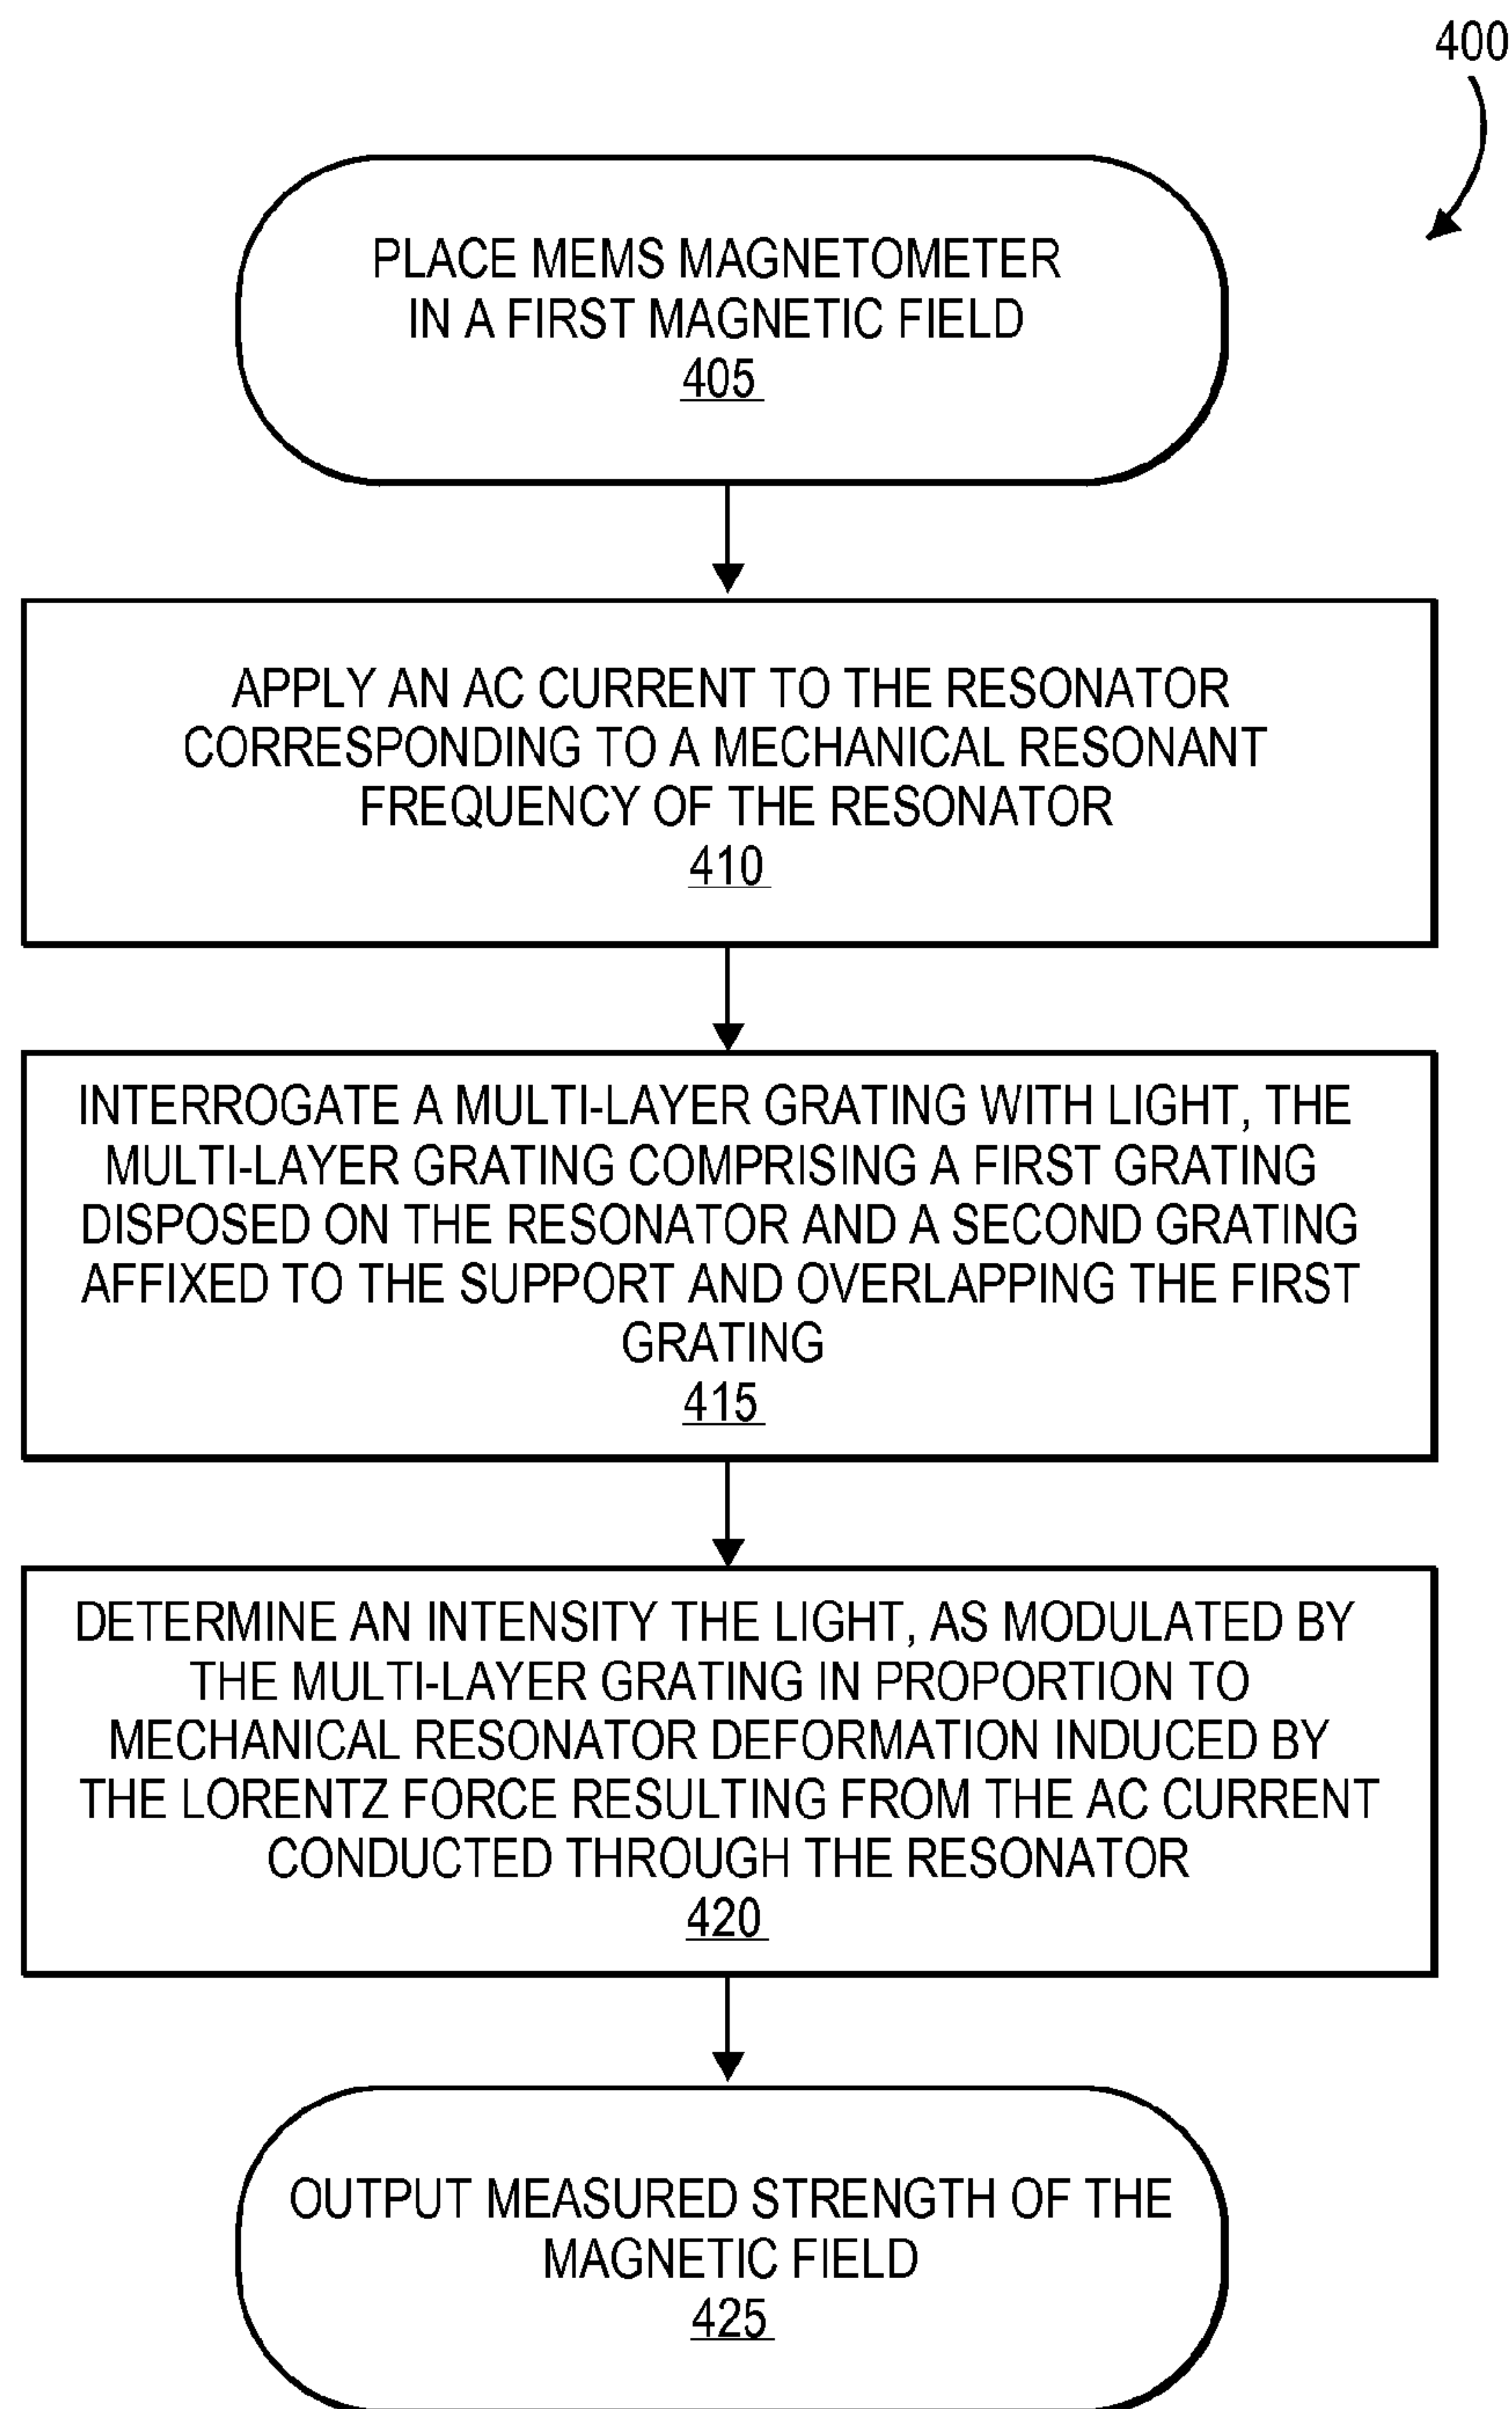 400
PLACE MEMS MAGNETOMETER
IN A FIRST MAGNETIC FIELD
405
APPLY AN AC CURRENT TO THE RESONATOR
CORRESPONDING TO A MECHANICAL RESONANT
FREQUENCY OF THE RESONATOR
410
INTERROGATE A MULTI-LAYER GRATING WITH LIGHT, THE
MULTI-LAYER GRATING COMPRISING A FIRST GRATING
DISPOSED ON THE RESONATOR AND A SECOND GRATING
AFFIXED TO THE SUPPORT AND OVERLAPPING THE FIRST
GRATING
415
DETERMINE AN INTENSITY THE LIGHT, AS MODULATED BY
THE MULTI-LAYER GRATING IN PROPORTION TO
MECHANICAL RESONATOR DEFORMATION INDUCED BY
THE LORENTZ FORCE RESULTING FROM THE AC CURRENT
CONDUCTED THROUGH THE RESONATOR
420
OUTPUT MEASURED STRENGTH OF THE
MAGNETIC FIELD
425